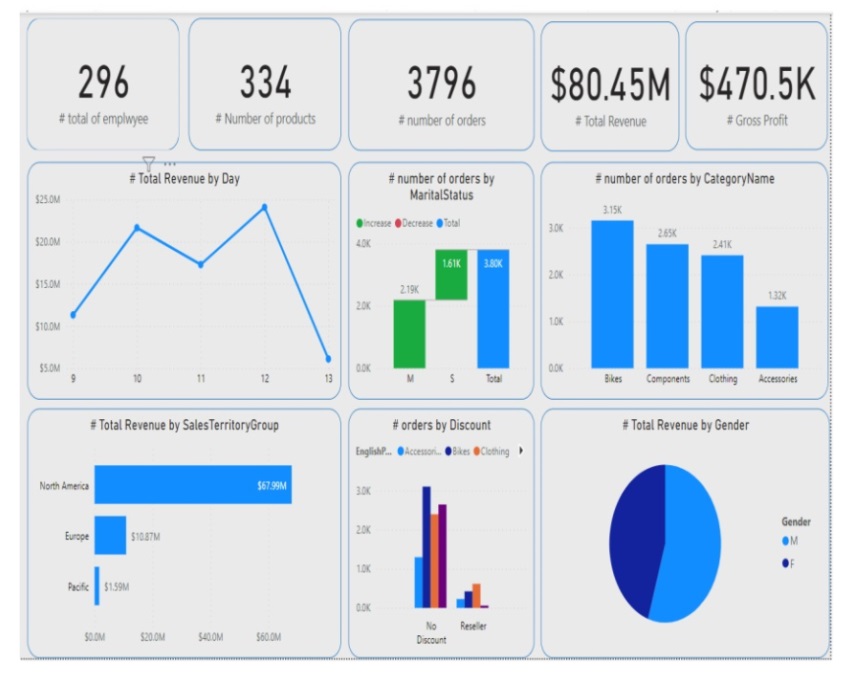 296
# total of emplwyee
334
# Number of products
3796
# number of orders
$80.45M
# Total Revenue
$470.5K
# Gross Profit
# Total Revenue by Day
$25.0M
$20.0M
$15.0M
$10.0M
$5.0M
9 10 11 12 13
# number of orders by
MaritalStatus
Increase Decrease Total
4.0K
2.0K
0.0K
2.19K
1.61K
3.80K
M S Total
# number of orders by CategoryName
3.0K
2.0K
1.0K
0.0K
3.15K
2.65K
2.41K
1.32K
Bikes Components Clothing Accessories
# Total Revenue by SalesTerritoryGroup
North America $67.99M
Europe $10.87M
Pacific $1.59M
$0.0M $20.0M $40.0M $60.0M
# orders by Discount
EnglishP... Accessori... Bikes Clothing
3.0K
2.0K
1.0K
0.0K
No
Discount
Reseller
# Total Revenue by Gender
Gender
M
F